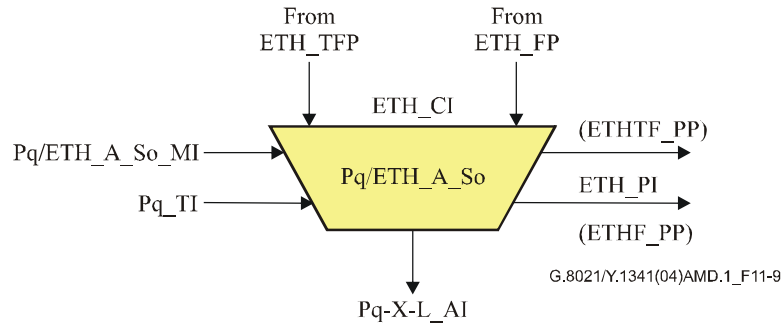 From
ETH_TFP
From
ETH_FP
ETH_CI
(ETHTF_PP)
Pq/ETH_A_So_MI
Pq/ETH_A_So
ETH_PI
Pq_TI
(ETHF_PP)
G.8021/Y.1341(04)AMD.1_F11-9
Pq-X-L_AI